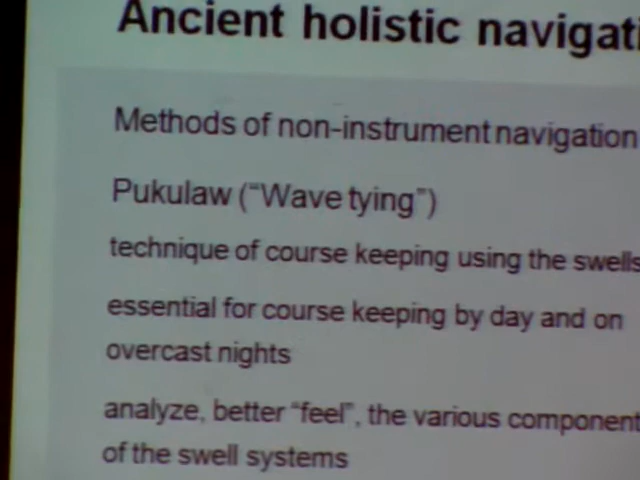 Ancient holistic navigati
Methods of non-instrument navigation
Pukulaw (“Wave tying”)
technique of course keeping using the swells
essential for course keeping by day and on
overcast nights
analyze, better “feel”, the various component
of the swell systems